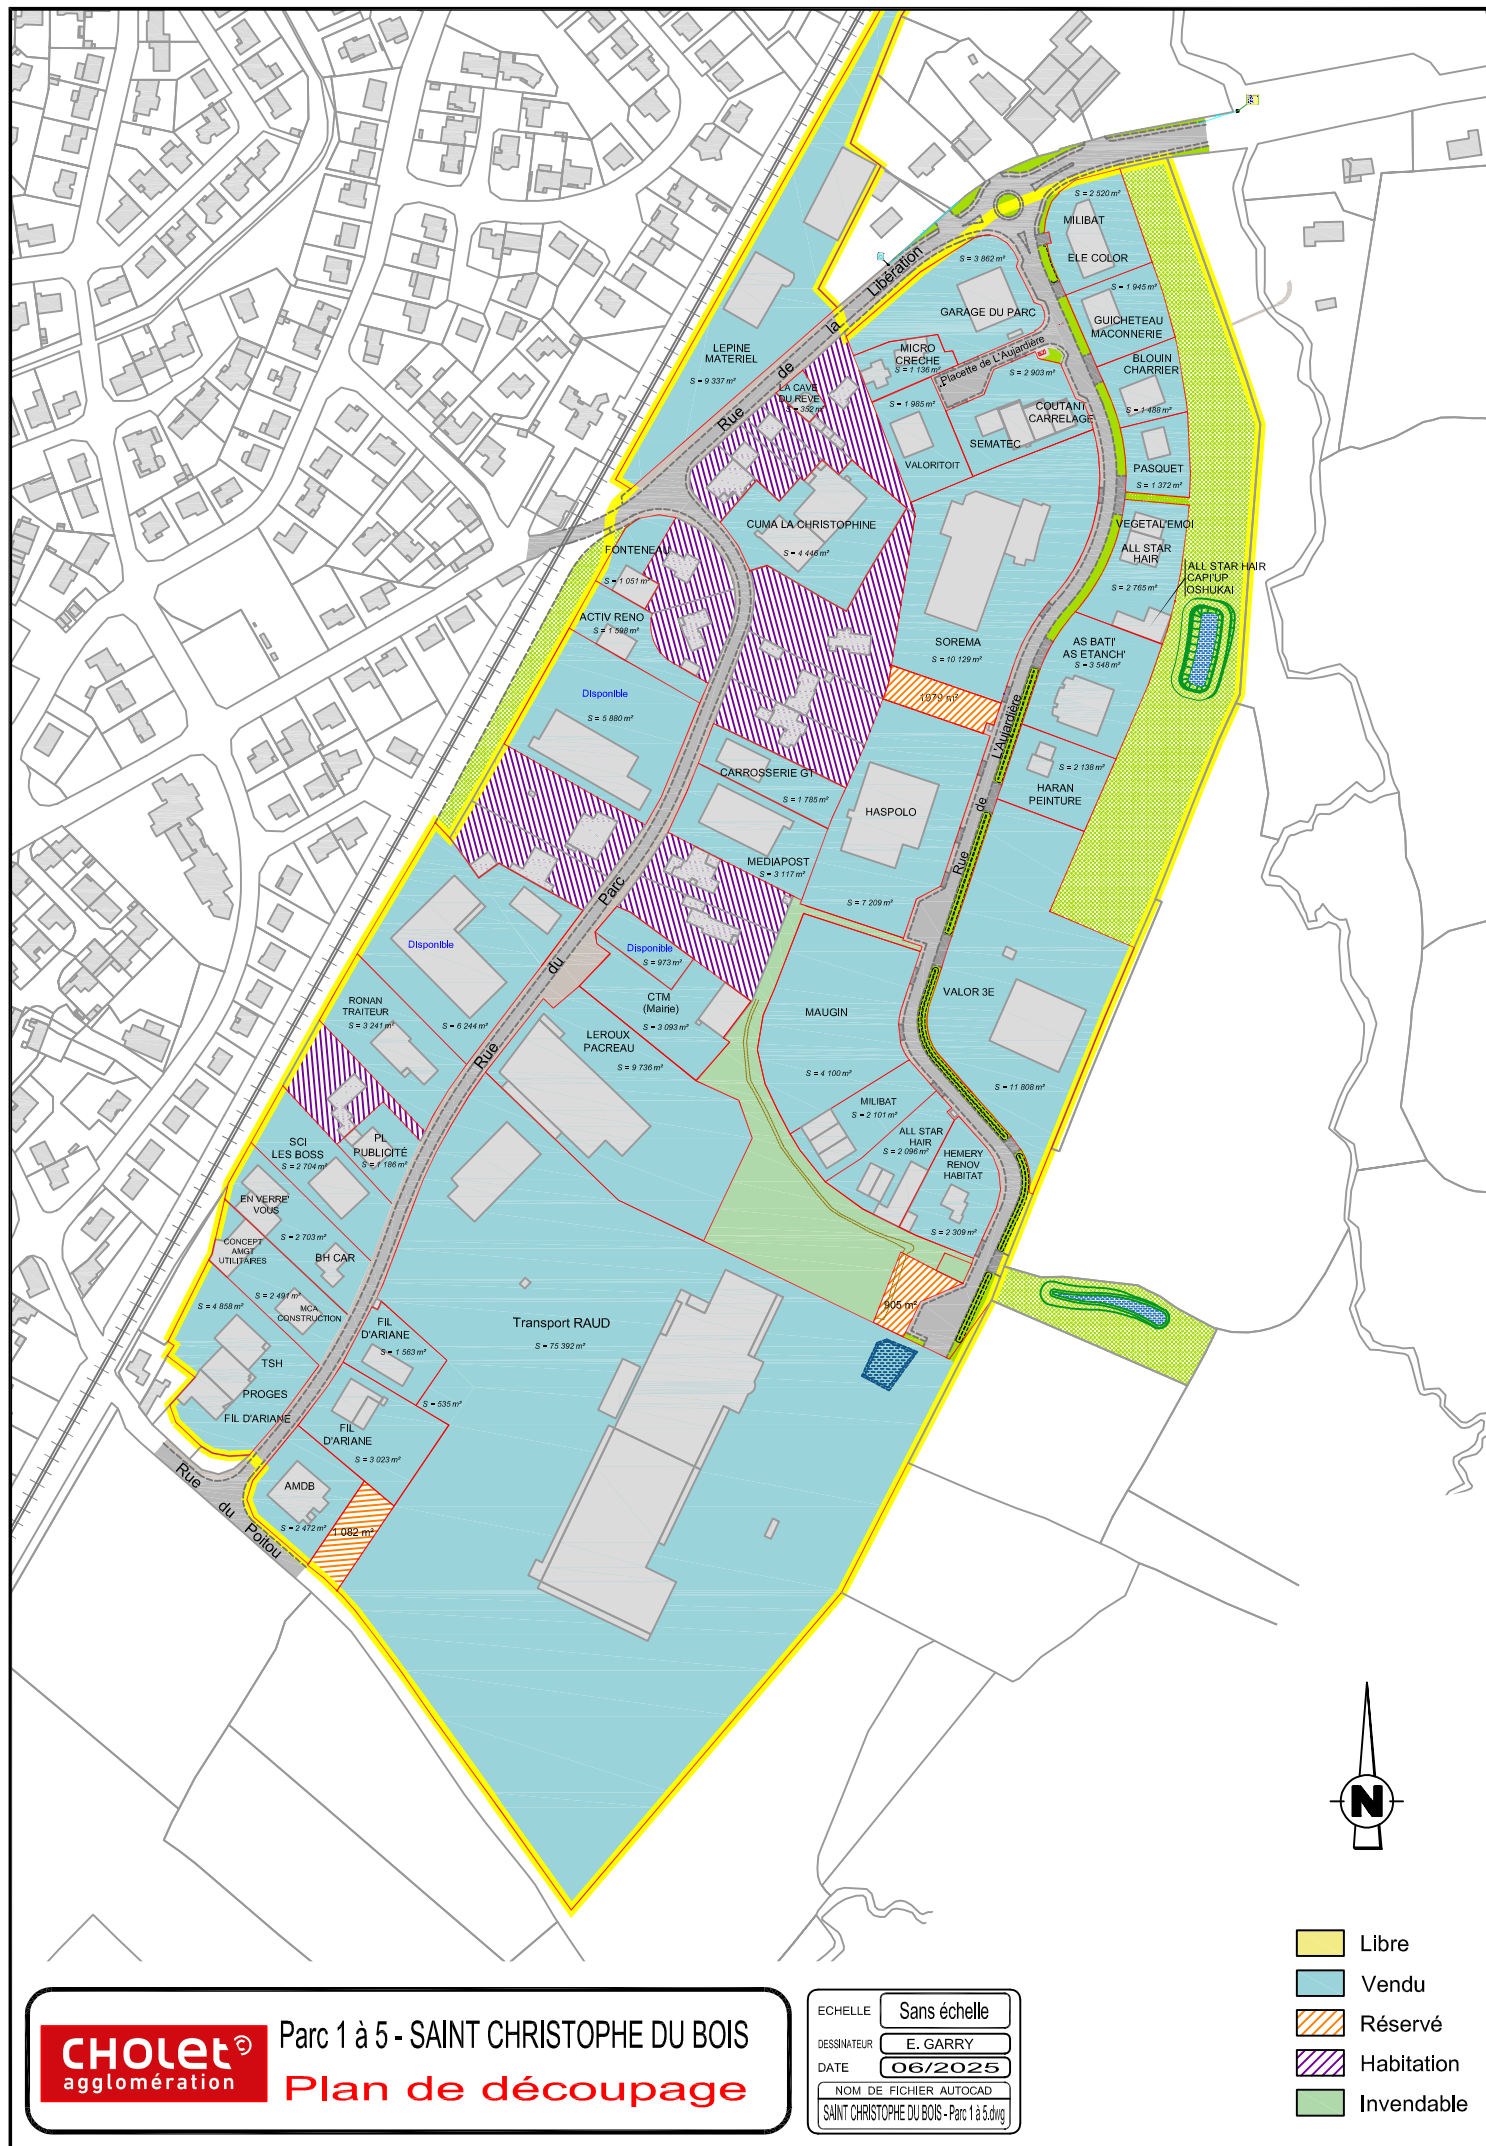 S = 2 520 m²
MILIBAT
ELE COLOR
S = 3 862 m²
GARAGE DU PARC
S = 1 945 m²
GUICHETEAU
MACONNERIE
Rue de la Libération
LEPINE
MATERIEL
S = 9 337 m²
MICRO
CRECHE
S = 1 136 m²
Placette de L'Aujardière
S = 2 903 m²
BLOUIN
CHARRIER
S = 1 488 m²
LA CAVE
DU REVE
S = 352 m²
S = 1 985 m²
VALORITOIT
COUTANT
CARRELAGE
SEMATEC
PASQUET
S = 1 372 m²
CUMA LA CHRISTOPHINE
S = 4 446 m²
VEGETAL'EMOI
ALL STAR
HAIR
S = 2 765 m²
ALL STAR HAIR
CAPI'UP
OSHUKAI
FONTENEAU
S = 1 051 m²
ACTIV RENO
S = 1 598 m²
SOREMA
S = 10 129 m²
AS BATI'
AS ETANCH'
S = 3 548 m²
Disponible
S = 5 880 m²
1979 m²
Rue de L'Aujardière
CARROSSERIE GT
S = 1 785 m²
S = 2 138 m²
HARAN
PEINTURE
HASPOLO
S = 7 209 m²
MEDIAPOST
S = 3 117 m²
Rue du Parc
Disponible
S = 6 244 m²
Disponible
S = 973 m²
CTM
(Mairie)
S = 3 093 m²
RONAN
TRAITEUR
S = 3 241 m²
LEROUX
PACREAU
S = 9 736 m²
MAUGIN
S = 4 100 m²
VALOR 3E
S = 11 808 m²
MILIBAT
S = 2 101 m²
ALL STAR
HAIR
S = 2 096 m²
HEMERY
RENOV
HABITAT
S = 2 309 m²
SCI
LES BOSS
S = 2 704 m²
PL
PUBLICITÉ
S = 1 186 m²
EN VERRE'
VOUS
S = 2 703 m²
BH CAR
CONCEPT
AMGT
UTILITAIRES
S = 4 858 m²
S = 2 491 m²
MCA
CONSTRUCTION
FIL
D'ARIANE
S = 1 563 m²
S = 535 m²
Transport RAUD
S = 75 392 m²
905 m²
TSH
PROGES
FIL D'ARIANE
FIL
D'ARIANE
S = 3 023 m²
AMDB
S = 2 472 m²
1 082 m²
Rue du Poitou
N
Libre
Vendu
Réservé
Habitation
Invendable
CHOLET ©
agglomération
Parc 1 à 5 - SAINT CHRISTOPHE DU BOIS
Plan de découpage
ECHELLE Sans échelle
DESSINATEUR E. GARRY
DATE 06/2025
NOM DE FICHIER AUTOCAD
SAINT CHRISTOPHE DU BOIS - Parc 1 à 5.dwg